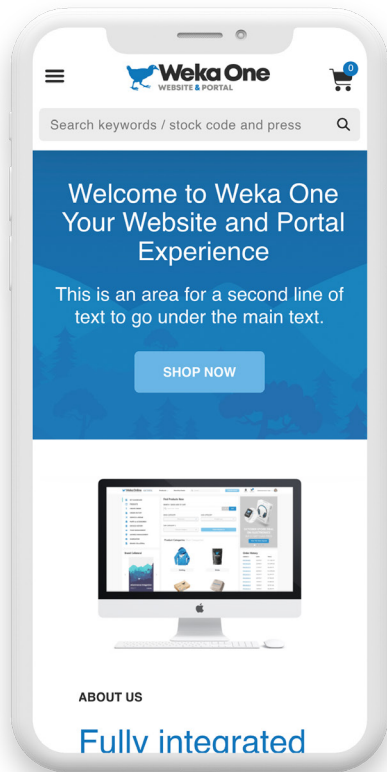 0
Weka One
WEBSITE & PORTAL
Search keywords / stock code and press
Welcome to Weka One
Your Website and Portal
Experience
This is an area for a second line of
text to go under the main text.
SHOP NOW
ABOUT US
Fully integrated